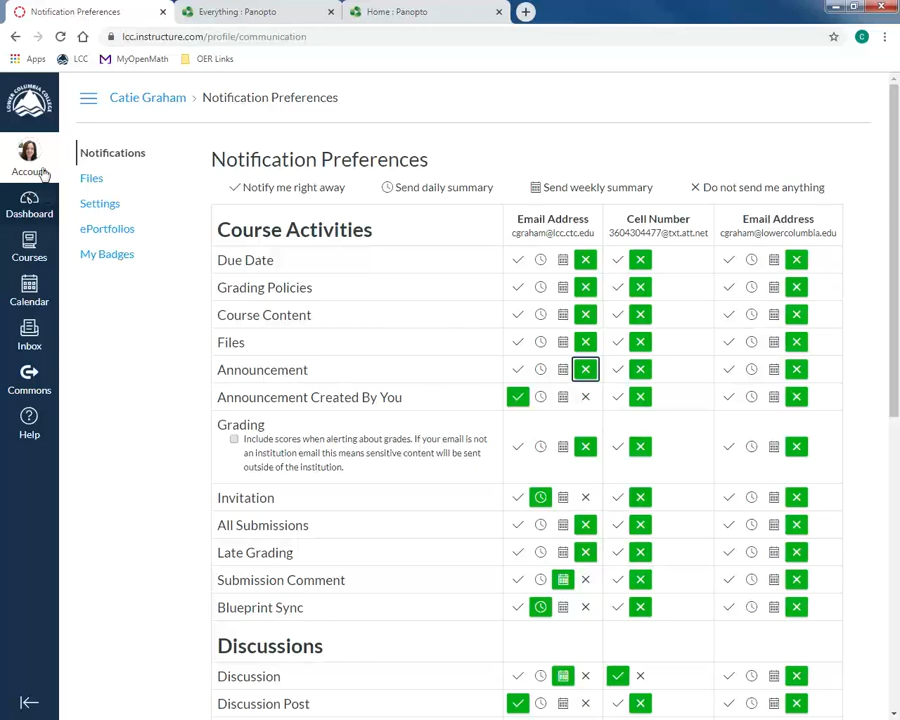 Notification Preferences
Everything : Panopto
Home : Panopto
lcc.instructure.com/profile/communication
Apps
LCC
MyOpenMath
OER Links
LOWER COLUMBIA COLLEGE
Account
Dashboard
Courses
Calendar
Inbox
Commons
Help
Catie Graham > Notification Preferences
Notifications
Files
Settings
ePortfolios
My Badges
Notification Preferences
Notify me right away
Send daily summary
Send weekly summary
Do not send me anything
Course Activities
Email Address
cgraham@lcc.ctc.edu
Cell Number
3604304477@txt.att.net
Email Address
cgraham@lowercolumbia.edu
Due Date
Grading Policies
Course Content
Files
Announcement
Announcement Created By You
Grading
Include scores when alerting about grades. If your email is not
an institution email this means sensitive content will be sent
outside of the institution.
Invitation
All Submissions
Late Grading
Submission Comment
Blueprint Sync
Discussions
Discussion
Discussion Post
C